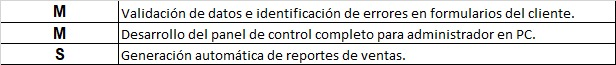 M Validación de datos e identificación de errores en formularios del cliente.
M Desarrollo del panel de control completo para administrador en PC.
S Generación automática de reportes de ventas.